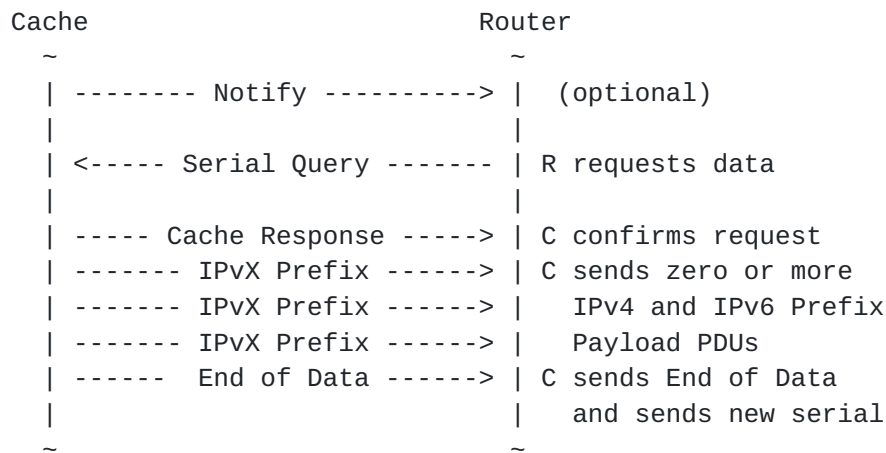 Cache                         Router
  ~                             ~
  | -------- Notify ----------> |  (optional)
  |                             |
  | <----- Serial Query ------- | R requests data
  |                             |
  | ----- Cache Response -----> | C confirms request
  | ------- IPvX Prefix ------> | C sends zero or more
  | ------- IPvX Prefix ------> |   IPv4 and IPv6 Prefix
  | ------- IPvX Prefix ------> |   Payload PDUs
  | ------  End of Data ------> | C sends End of Data
  |                             |   and sends new serial
  ~                             ~